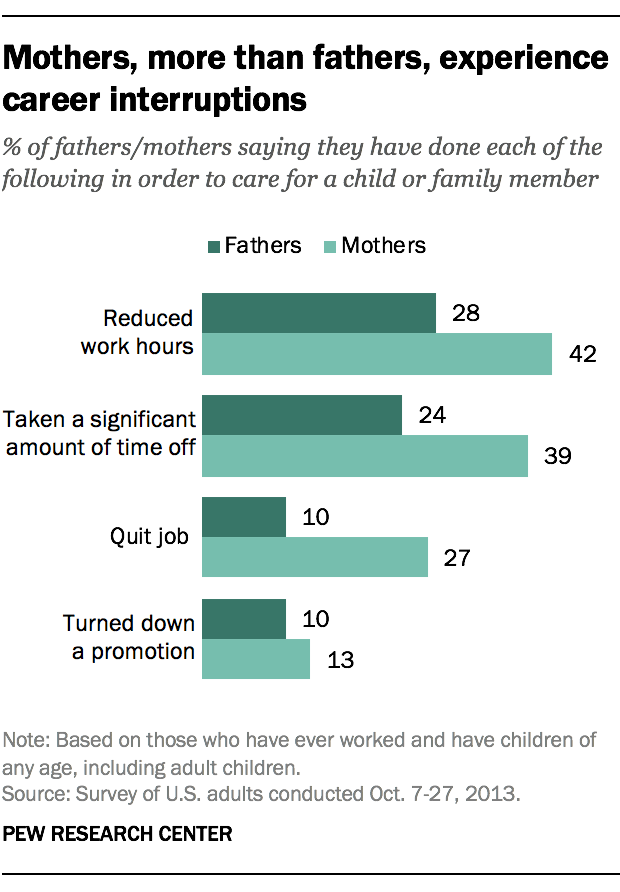 Mothers, more than fathers, experience
career interruptions
% of fathers/mothers saying they have done each of the
following in order to care for a child or family member
Fathers Mothers
Reduced
work hours
28
42
Taken a significant
amount of time off
24
39
Quit job
10
27
Turned down
a promotion
10
13
Note: Based on those who have ever worked and have children of
any age, including adult children.
Source: Survey of U.S. adults conducted Oct. 7-27, 2013.
PEW RESEARCH CENTER